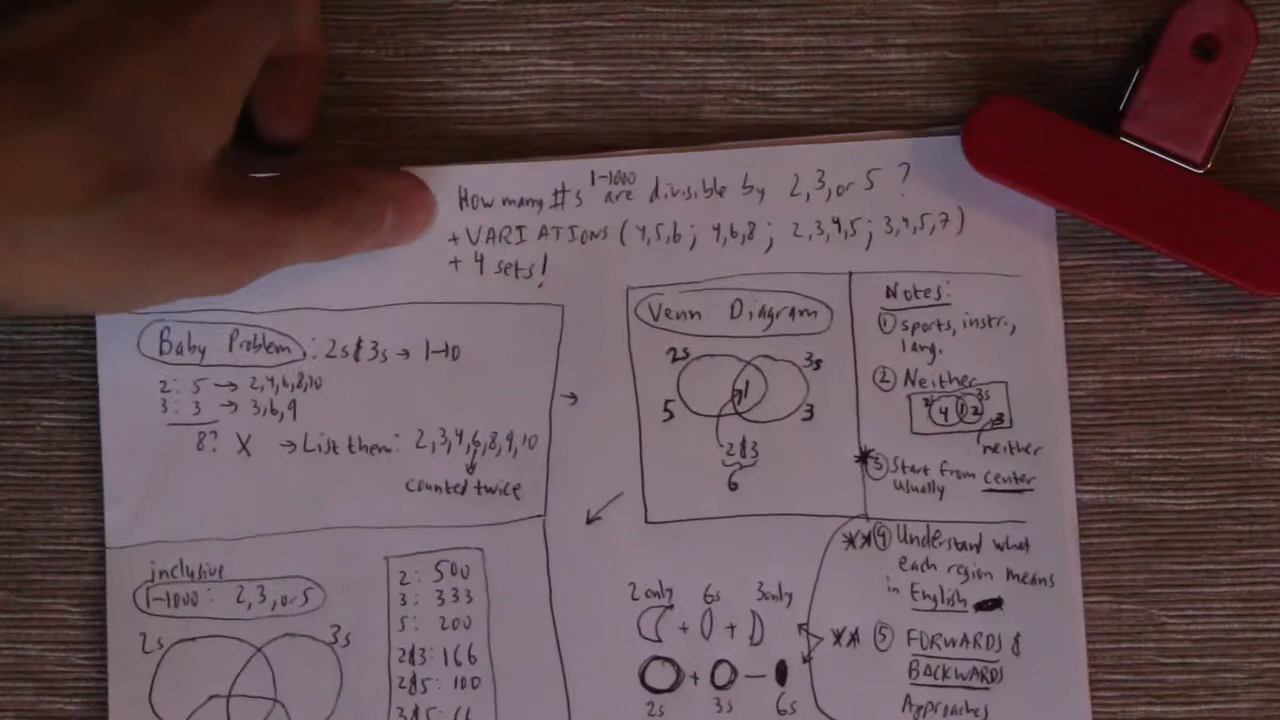 How many #s 1-1000 are divisible by 2, 3, or 5 ?
+ VARIATIONS ( 4,5,6 ; 4,6,8 ; 2,3,4,5 ; 3,4,5,7 )
+ 4 sets!
Baby Problem : 2s & 3s → 1-10
2: 5 → 2,4,6,8,10
3: 3 → 3,6,9
8? X → List them: 2,3,4,6,8,9,10
counted twice
Venn Diagram
2s 3s
1
5 3
2&3
6
Notes:
① sports, instr.,
lang.
② Neither
2s 3s
4 1 2 3
neither
* ③ Start from center
usually
** ④ Understand what
each region means
in English
** ⑤ FORWARDS &
BACKWARDS
Approaches
inclusive
1-1000: 2, 3, or 5
2s 3s
2: 500
3: 333
5: 200
2&3: 166
2&5: 100
3&5: 66
2 only 6s 3 only
+ +
+ −
2s 3s 6s